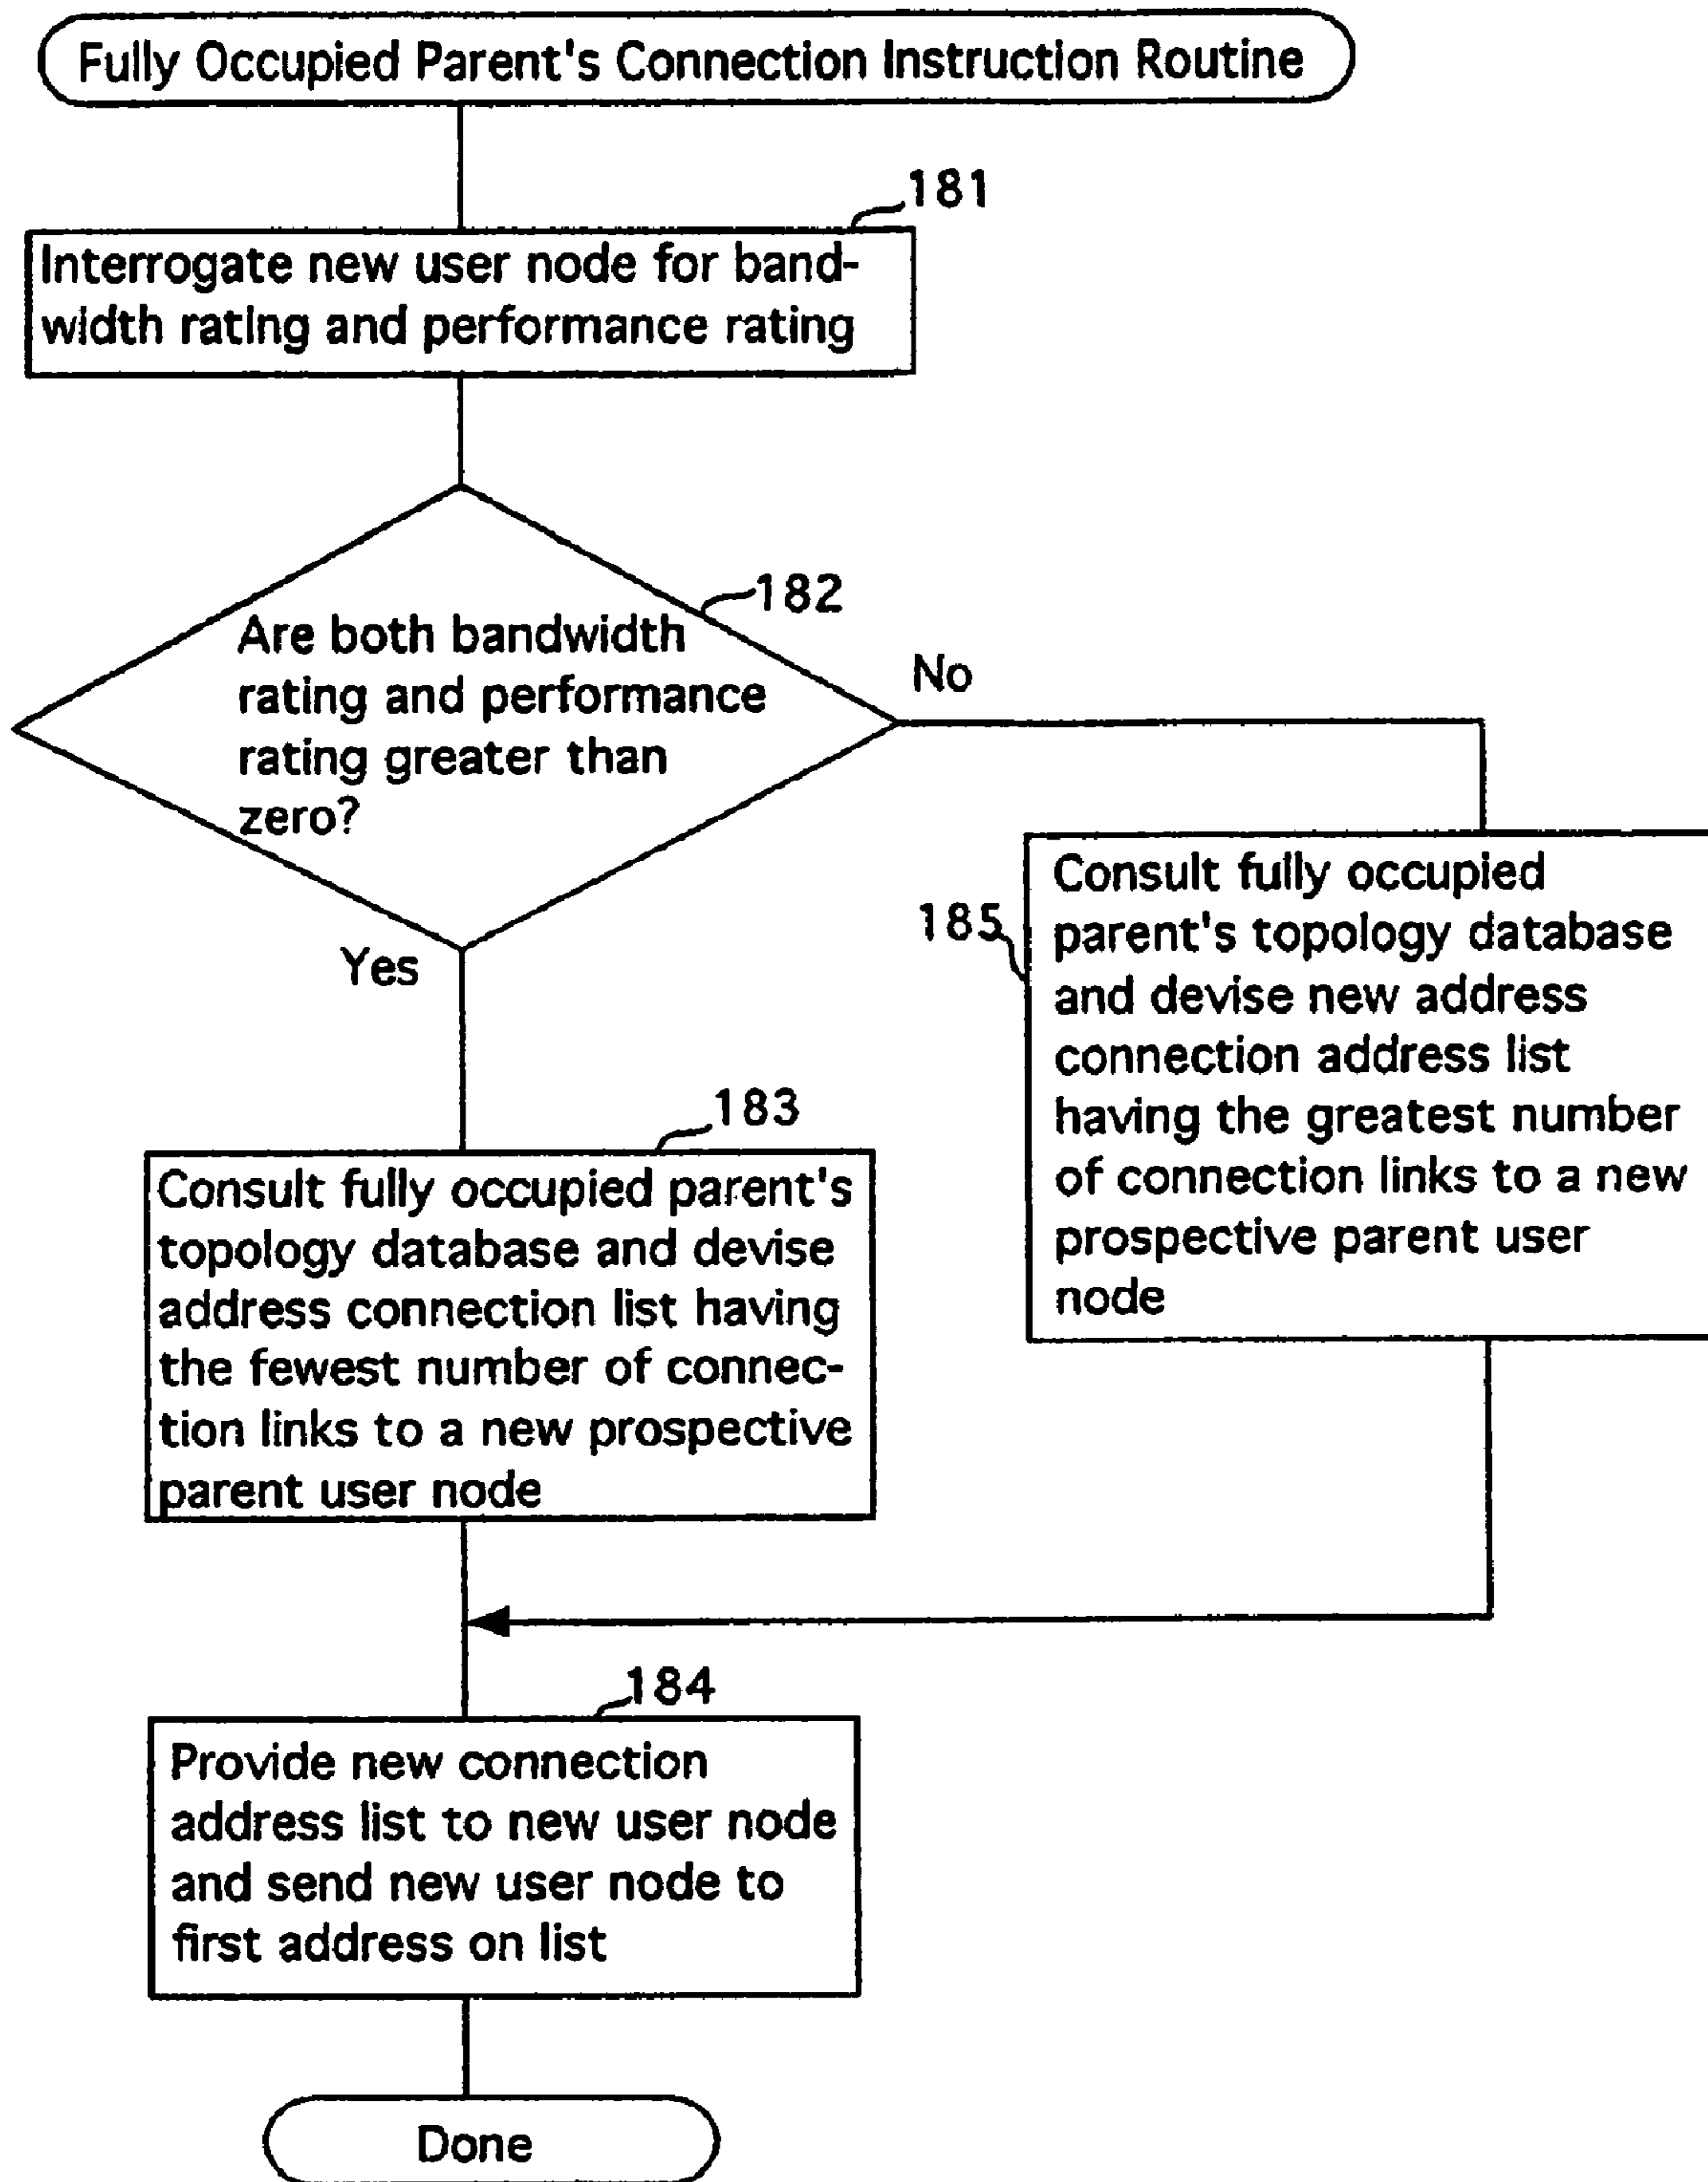 Fully Occupied Parent's Connection Instruction Routine
181
Interrogate new user node for band-
width rating and performance rating
182
Are both bandwidth
rating and performance
rating greater than
zero?
No
Yes
185
Consult fully occupied
parent's topology database
and devise new address
connection address list
having the greatest number
of connection links to a new
prospective parent user
node
183
Consult fully occupied parent's
topology database and devise
address connection list having
the fewest number of connec-
tion links to a new prospective
parent user node
184
Provide new connection
address list to new user node
and send new user node to
first address on list
Done